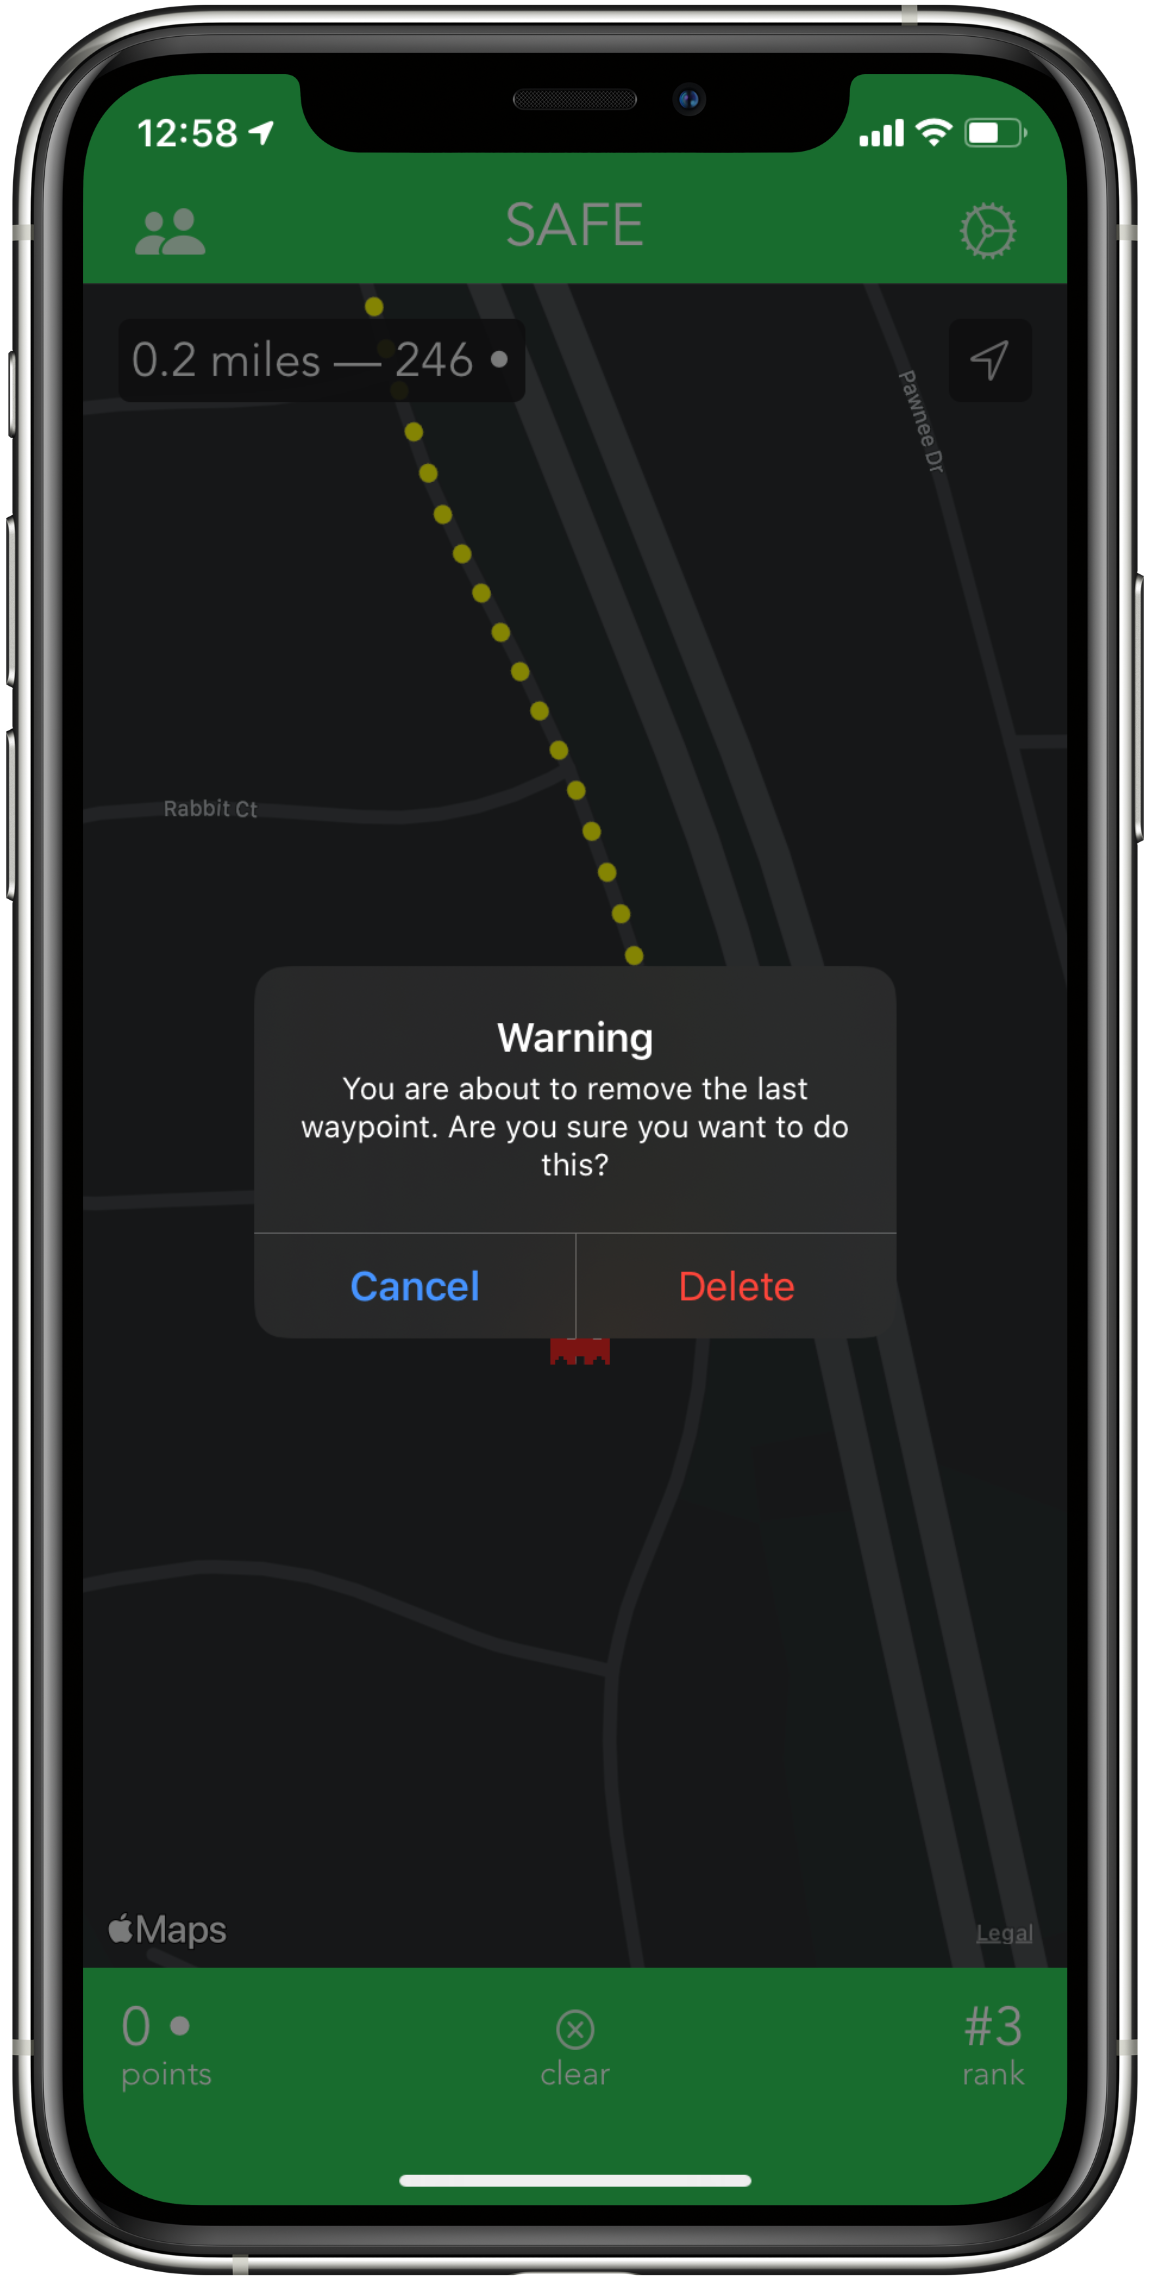 12:58
SAFE
0.2 miles — 246 •
Pawnee Dr
Rabbit Ct
Warning
You are about to remove the last
waypoint. Are you sure you want to do
this?
Cancel
Delete
Maps
Legal
0 •
points
clear
#3
rank